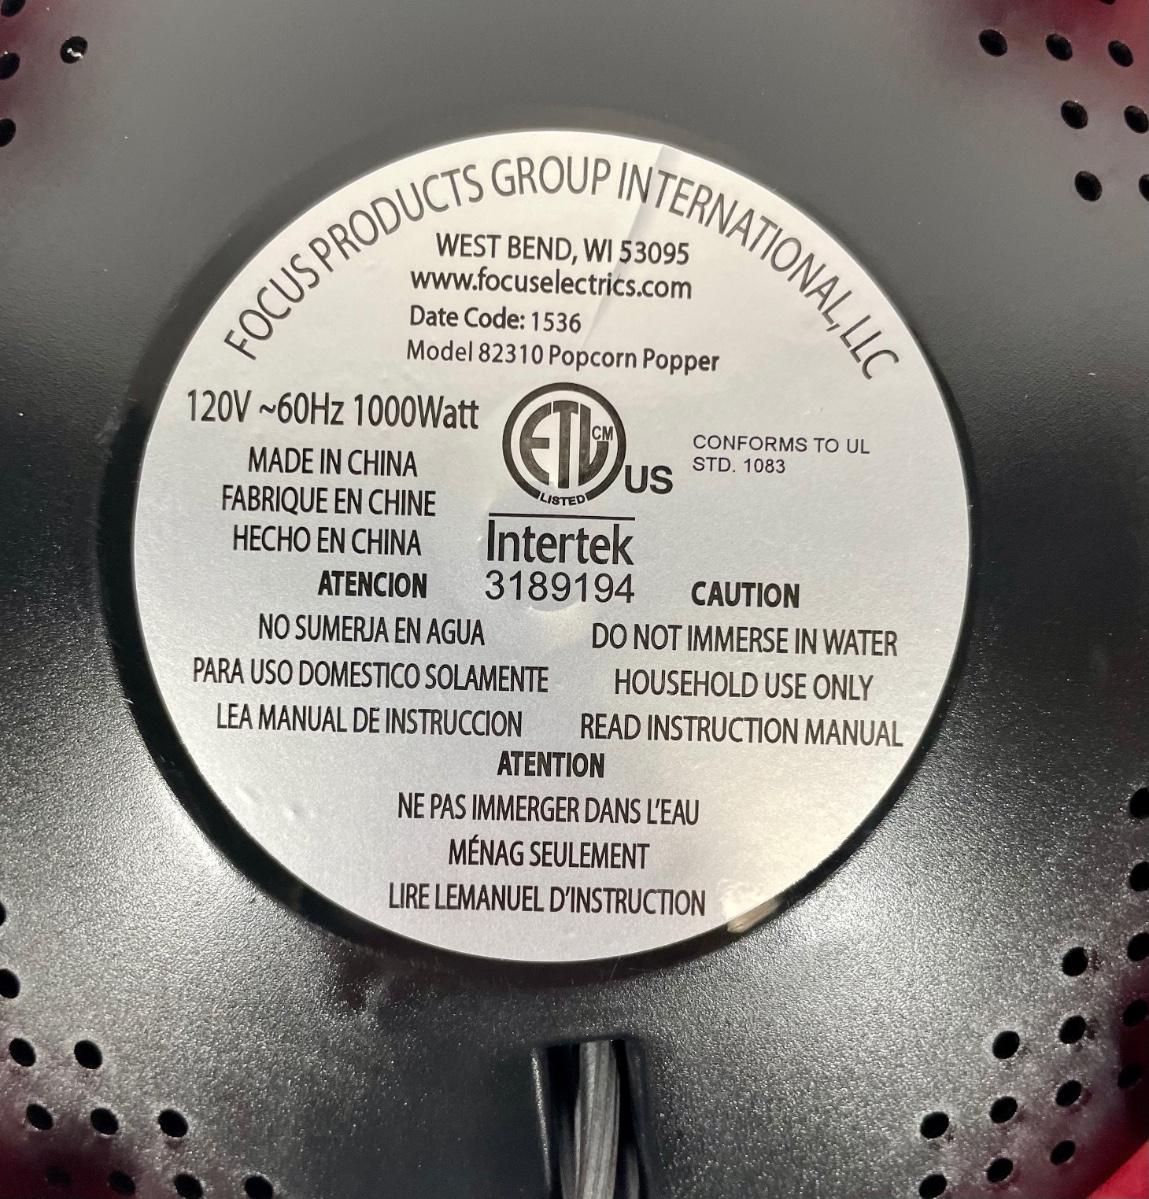 FOCUS PRODUCTS GROUP INTERNATIONAL, LLC
WEST BEND, WI 53095
www.focuselectrics.com
Date Code: 1536
Model 82310 Popcorn Popper
120V ~60Hz 1000Watt
MADE IN CHINA
FABRIQUE EN CHINE
HECHO EN CHINA
ETL CM
LISTED
US
Intertek
3189194
CONFORMS TO UL
STD. 1083
ATENCION
NO SUMERJA EN AGUA
PARA USO DOMESTICO SOLAMENTE
LEA MANUAL DE INSTRUCCION
CAUTION
DO NOT IMMERSE IN WATER
HOUSEHOLD USE ONLY
READ INSTRUCTION MANUAL
ATENTION
NE PAS IMMERGER DANS L'EAU
MÉNAG SEULEMENT
LIRE LEMANUEL D'INSTRUCTION